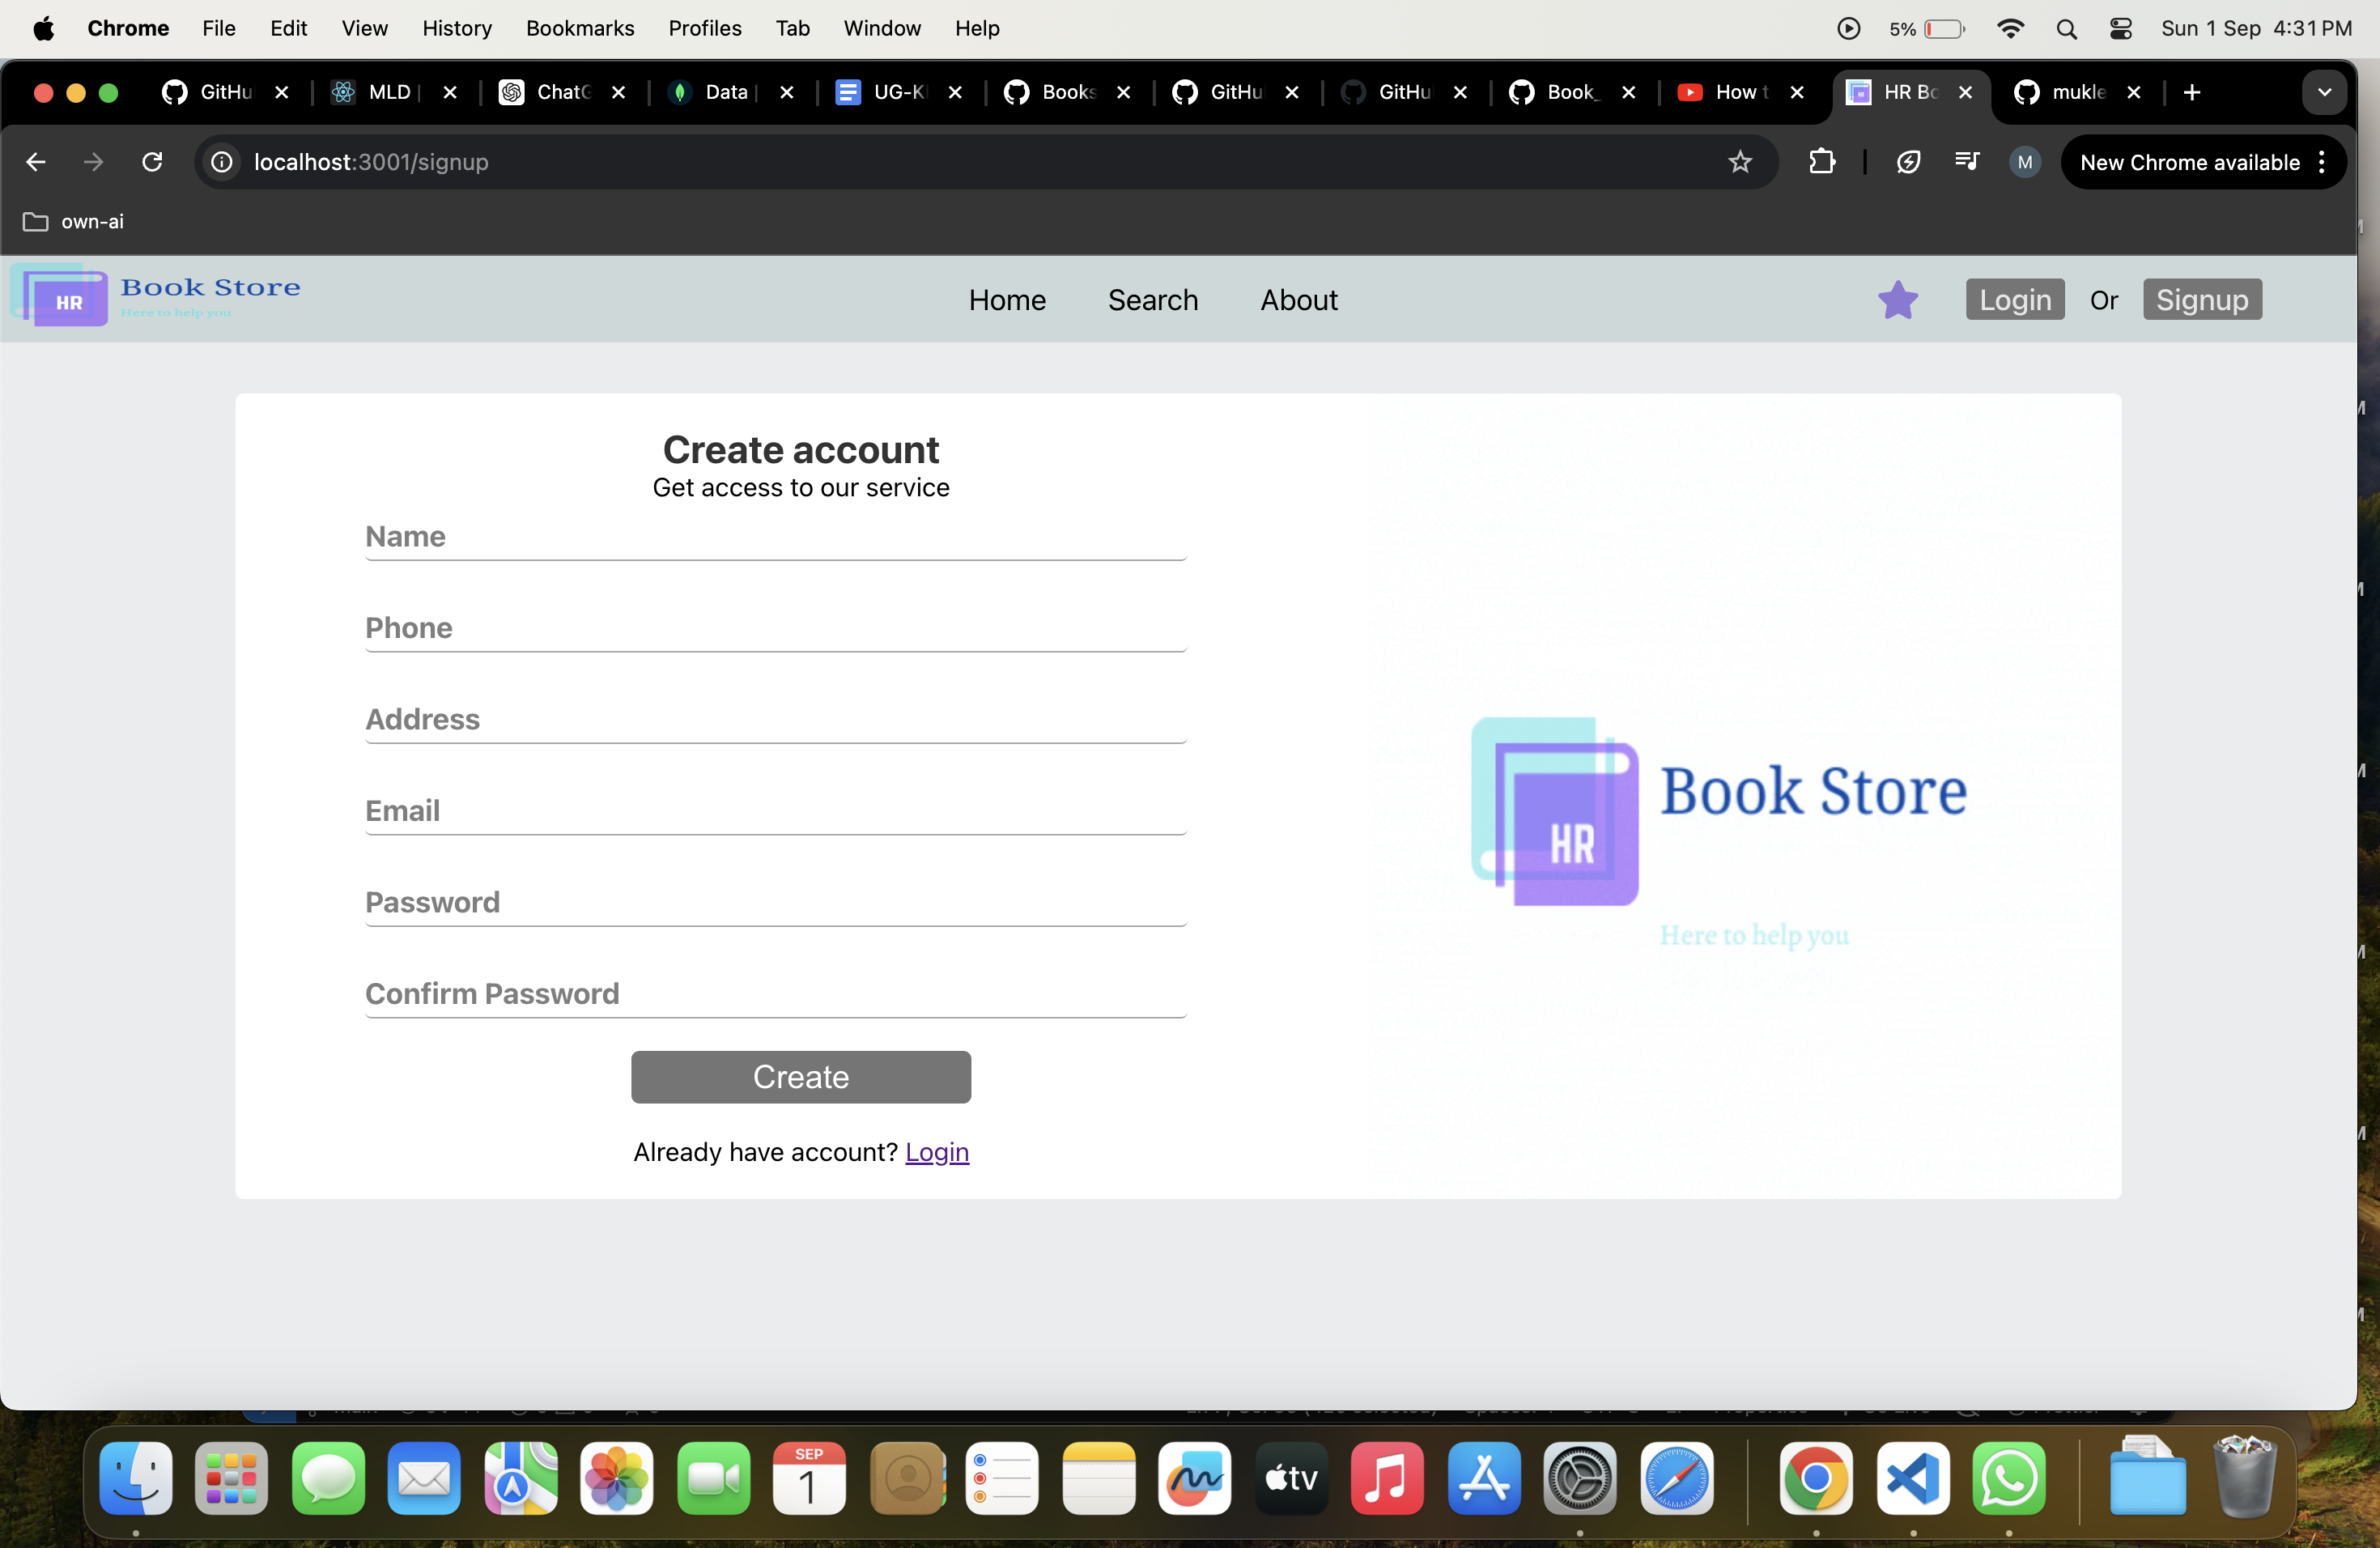 Chrome File Edit View History Bookmarks Profiles Tab Window Help 5% Sun 1 Sep 4:31 PM
GitHu MLD ChatG Data UG-K Books GitHu GitHu Book_ How t HR Bo mukle
localhost:3001/signup New Chrome available
M
own-ai
HR Book Store
Here to help you
Home Search About Login Or Signup
Create account
Get access to our service
Name
Phone
Address
Email
Password
Confirm Password
Create
Already have account? Login
HR Book Store
Here to help you
SEP
1
tv